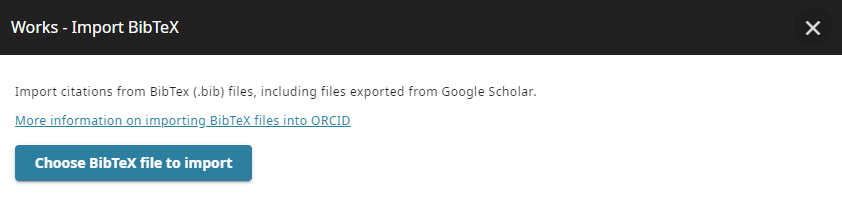 Works - Import BibTeX
Import citations from BibTex (.bib) files, including files exported from Google Scholar.
More information on importing BibTeX files into ORCID
Choose BibTeX file to import